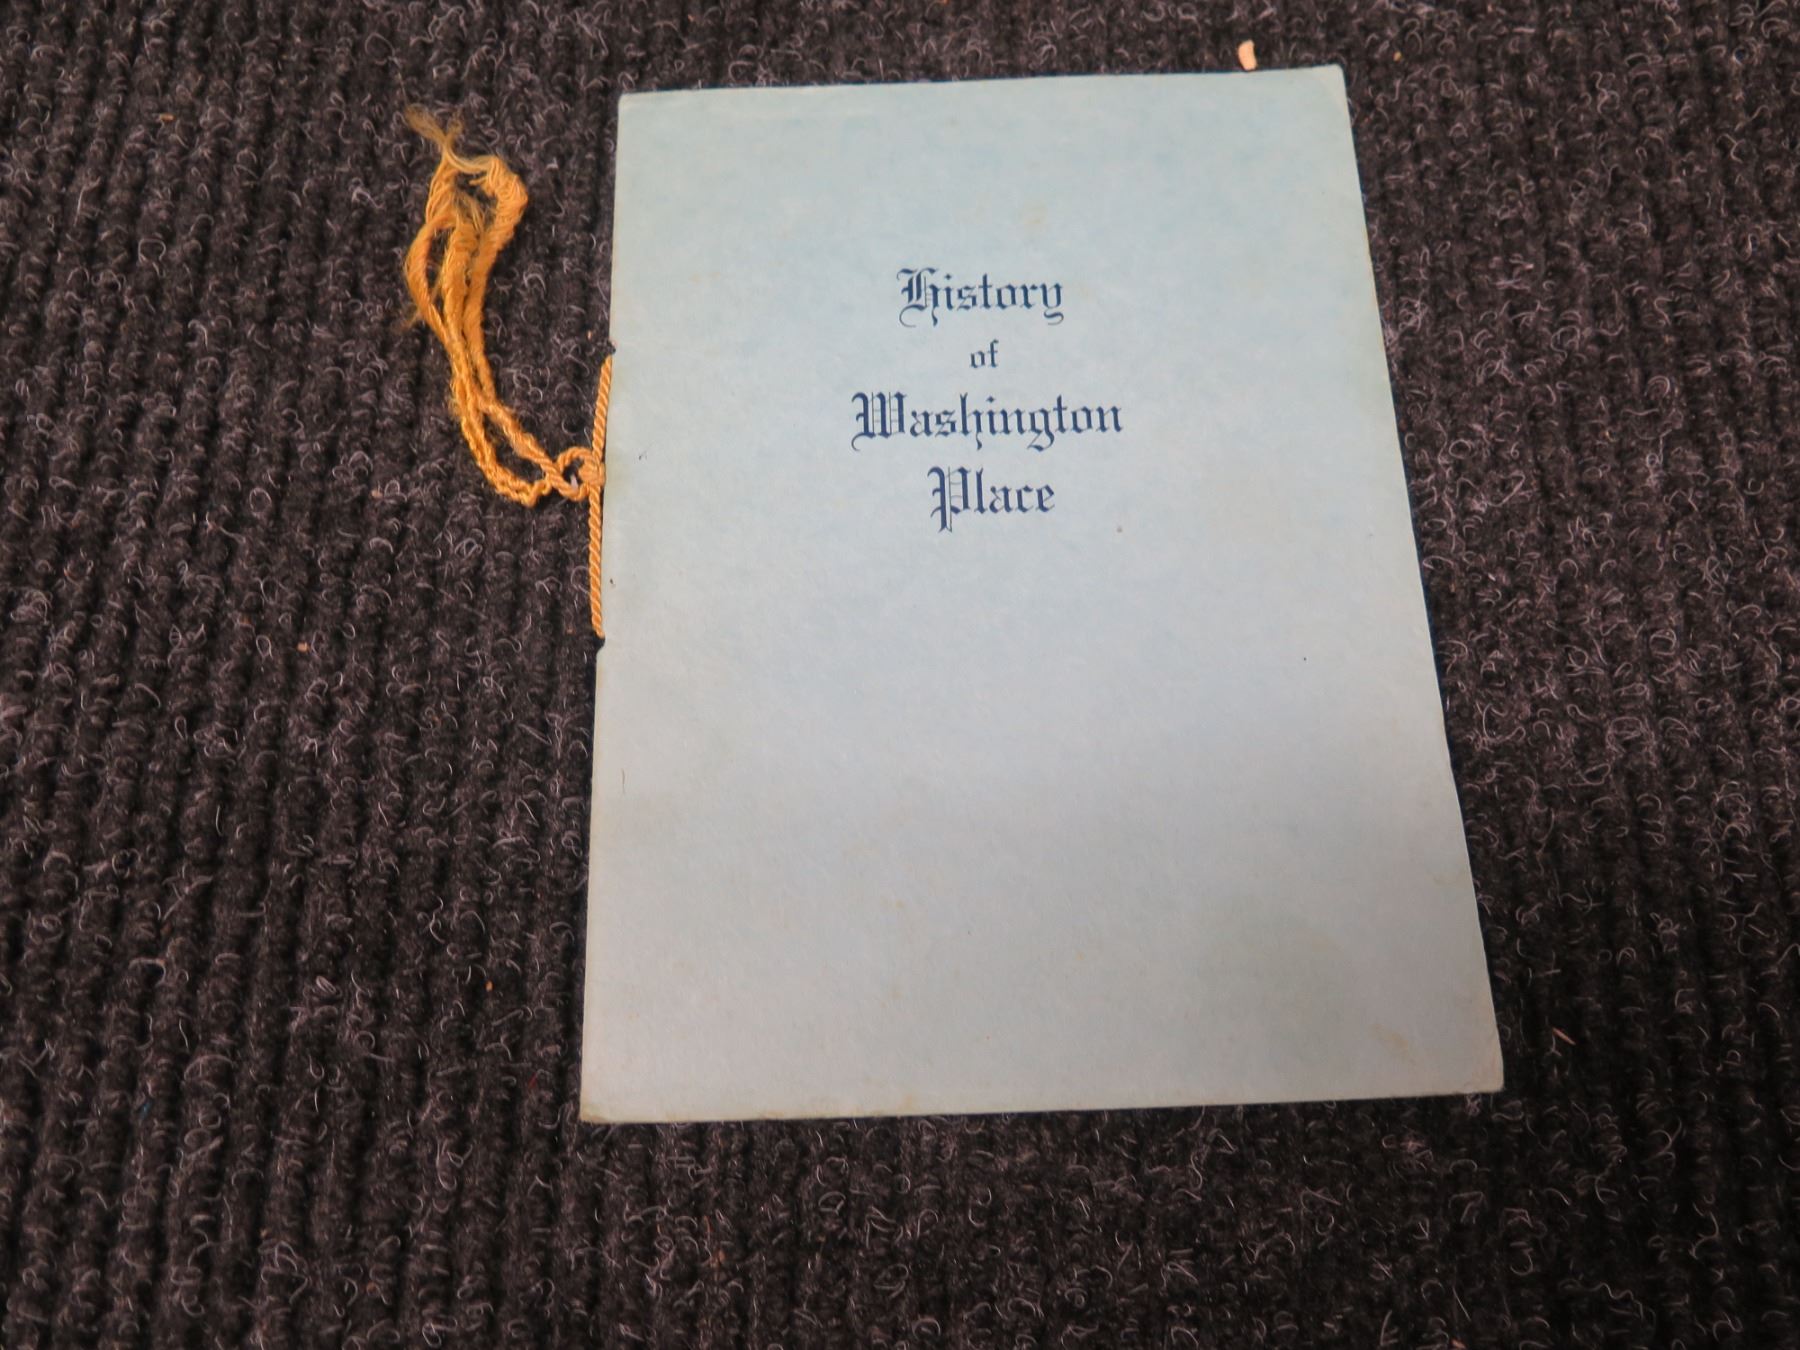 History
of
Washington
Place